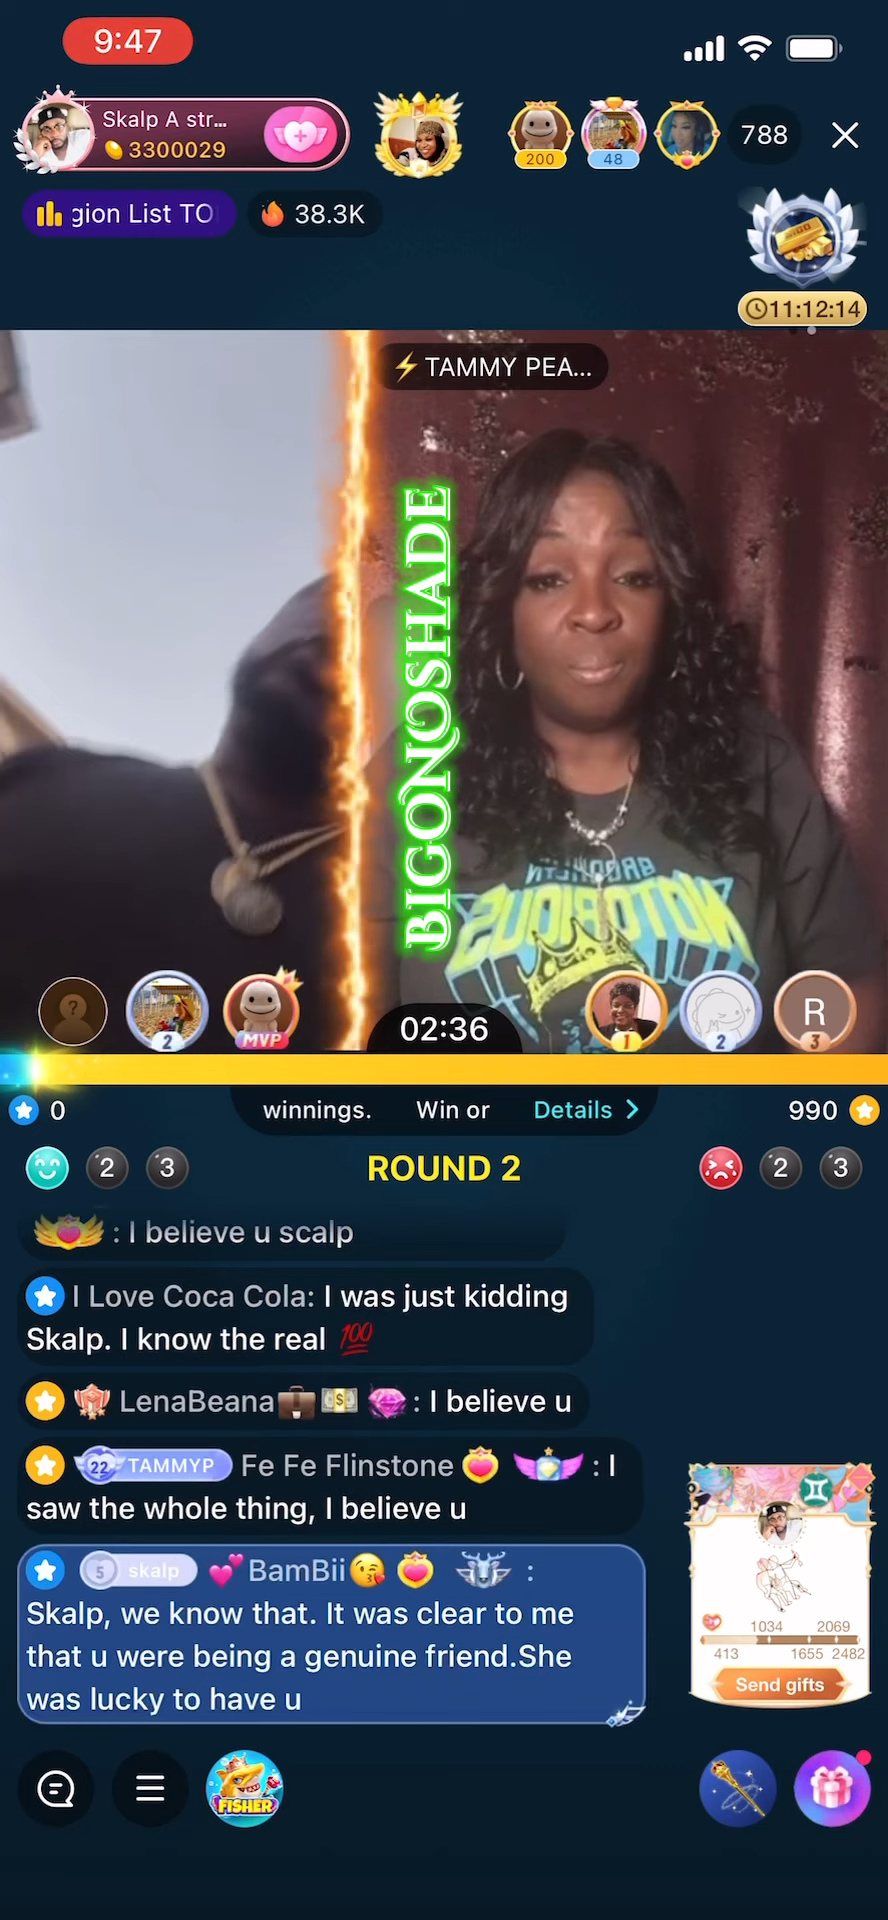 9:47
Skalp A str...
3300029
200
48
788
gion List TO
38.3K
11:12:14
TAMMY PEA...
BIGONOSHADE
BROOKLYN
NOTORIOUS
?
2
MVP
02:36
1
2
R
3
0
winnings. Win or Details >
990
2 3
ROUND 2
2 3
: I believe u scalp
I Love Coca Cola: I was just kidding
Skalp. I know the real 💯
LenaBeana💼💵 : I believe u
22 TAMMYP Fe Fe Flinstone : I
saw the whole thing, I believe u
5 skalp 💕BamBii😘 :
Skalp, we know that. It was clear to me
that u were being a genuine friend.She
was lucky to have u
1034 2069
413 1655 2482
Send gifts
FISHER